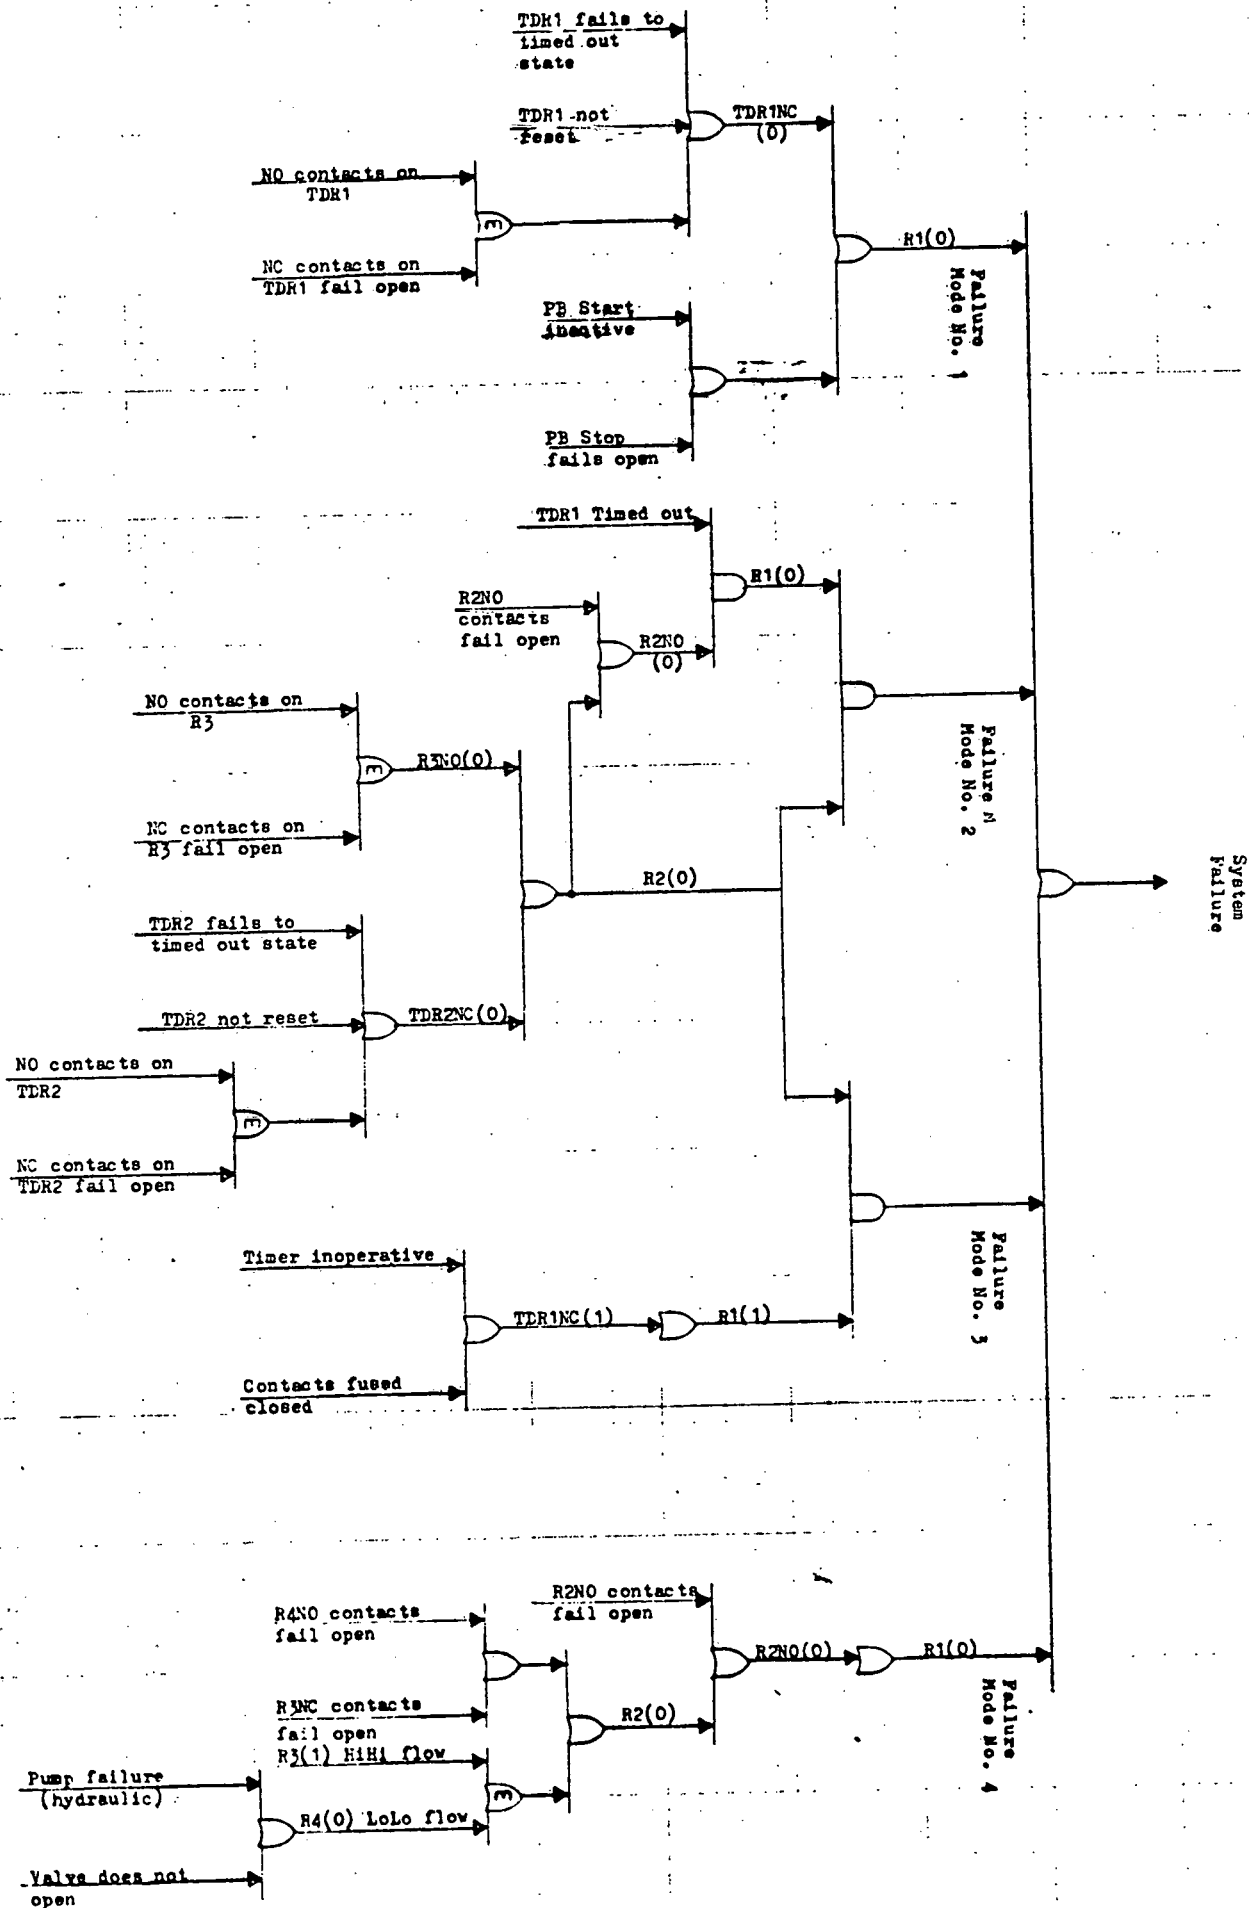 TDR1 fails to
timed out
state
TDR1 not
reset
TDR1NC
(0)
NO contacts on
TDR1
E
NC contacts on
TDR1 fail open
R1(0)
Failure
Mode No. 1
PB Start
inactive
PB Stop
fails open
TDR1 Timed out
R1(0)
R2NO
contacts
fail open
R2NO
(0)
NO contacts on
R3
E
R3NO(0)
NC contacts on
R3 fail open
Failure
Mode No. 2
R2(0)
System
Failure
TDR2 fails to
timed out state
TDR2 not reset
TDR2NC(0)
NO contacts on
TDR2
E
NC contacts on
TDR2 fail open
Failure
Mode No. 3
Timer inoperative
TDR1NC(1)
R1(1)
Contacts fused
closed
R2NO contacts
fail open
R4NO contacts
fail open
R2NO(0)
R1(0)
Failure
Mode No. 4
R3NC contacts
fail open
R2(0)
R3(1) HiHi flow
E
Pump failure
(hydraulic)
R4(0) LoLo flow
Valve does not
open